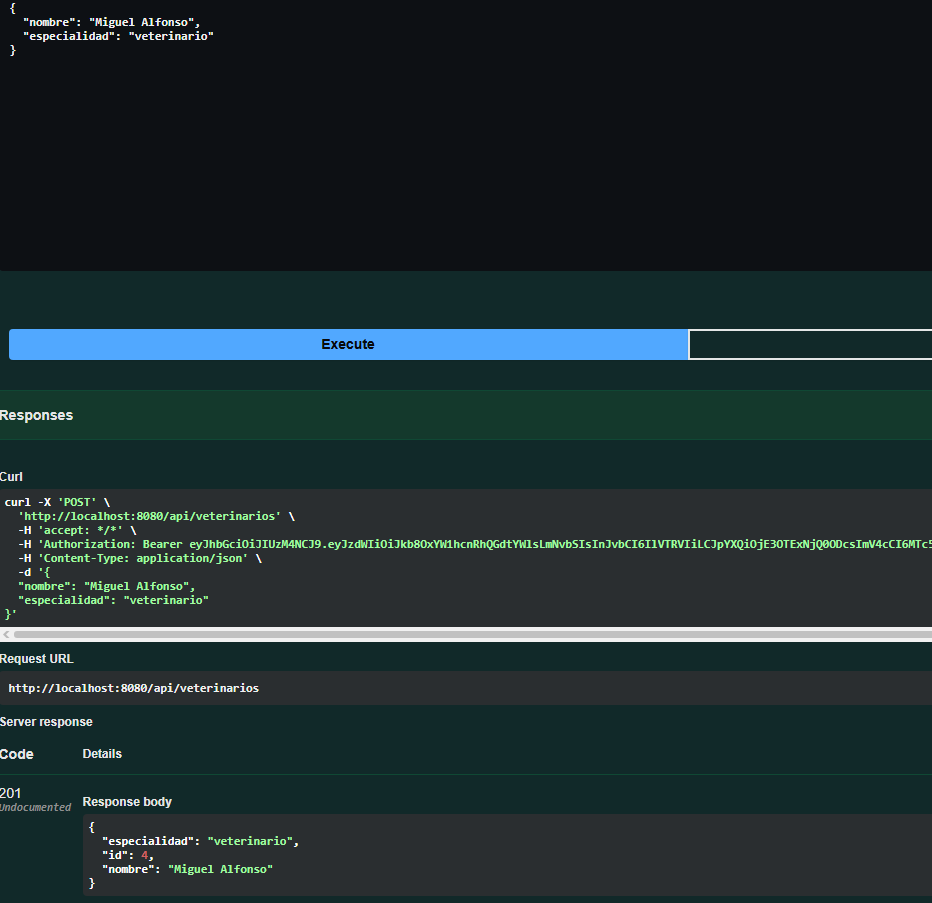 {
  "nombre": "Miguel Alfonso",
  "especialidad": "veterinario"
}
Execute
Responses
Curl
curl -X 'POST' \
  'http://localhost:8080/api/veterinarios' \
  -H 'accept: */*' \
  -H 'Authorization: Bearer
  -H 'Content-Type: application/json' \
  -d '{
  "nombre": "Miguel Alfonso",
  "especialidad": "veterinario"
}'
Request URL
http://localhost:8080/api/veterinarios
Server response
Code Details
201
Undocumented
Response body
{
  "especialidad": "veterinario",
  "id": 4,
  "nombre": "Miguel Alfonso"
}